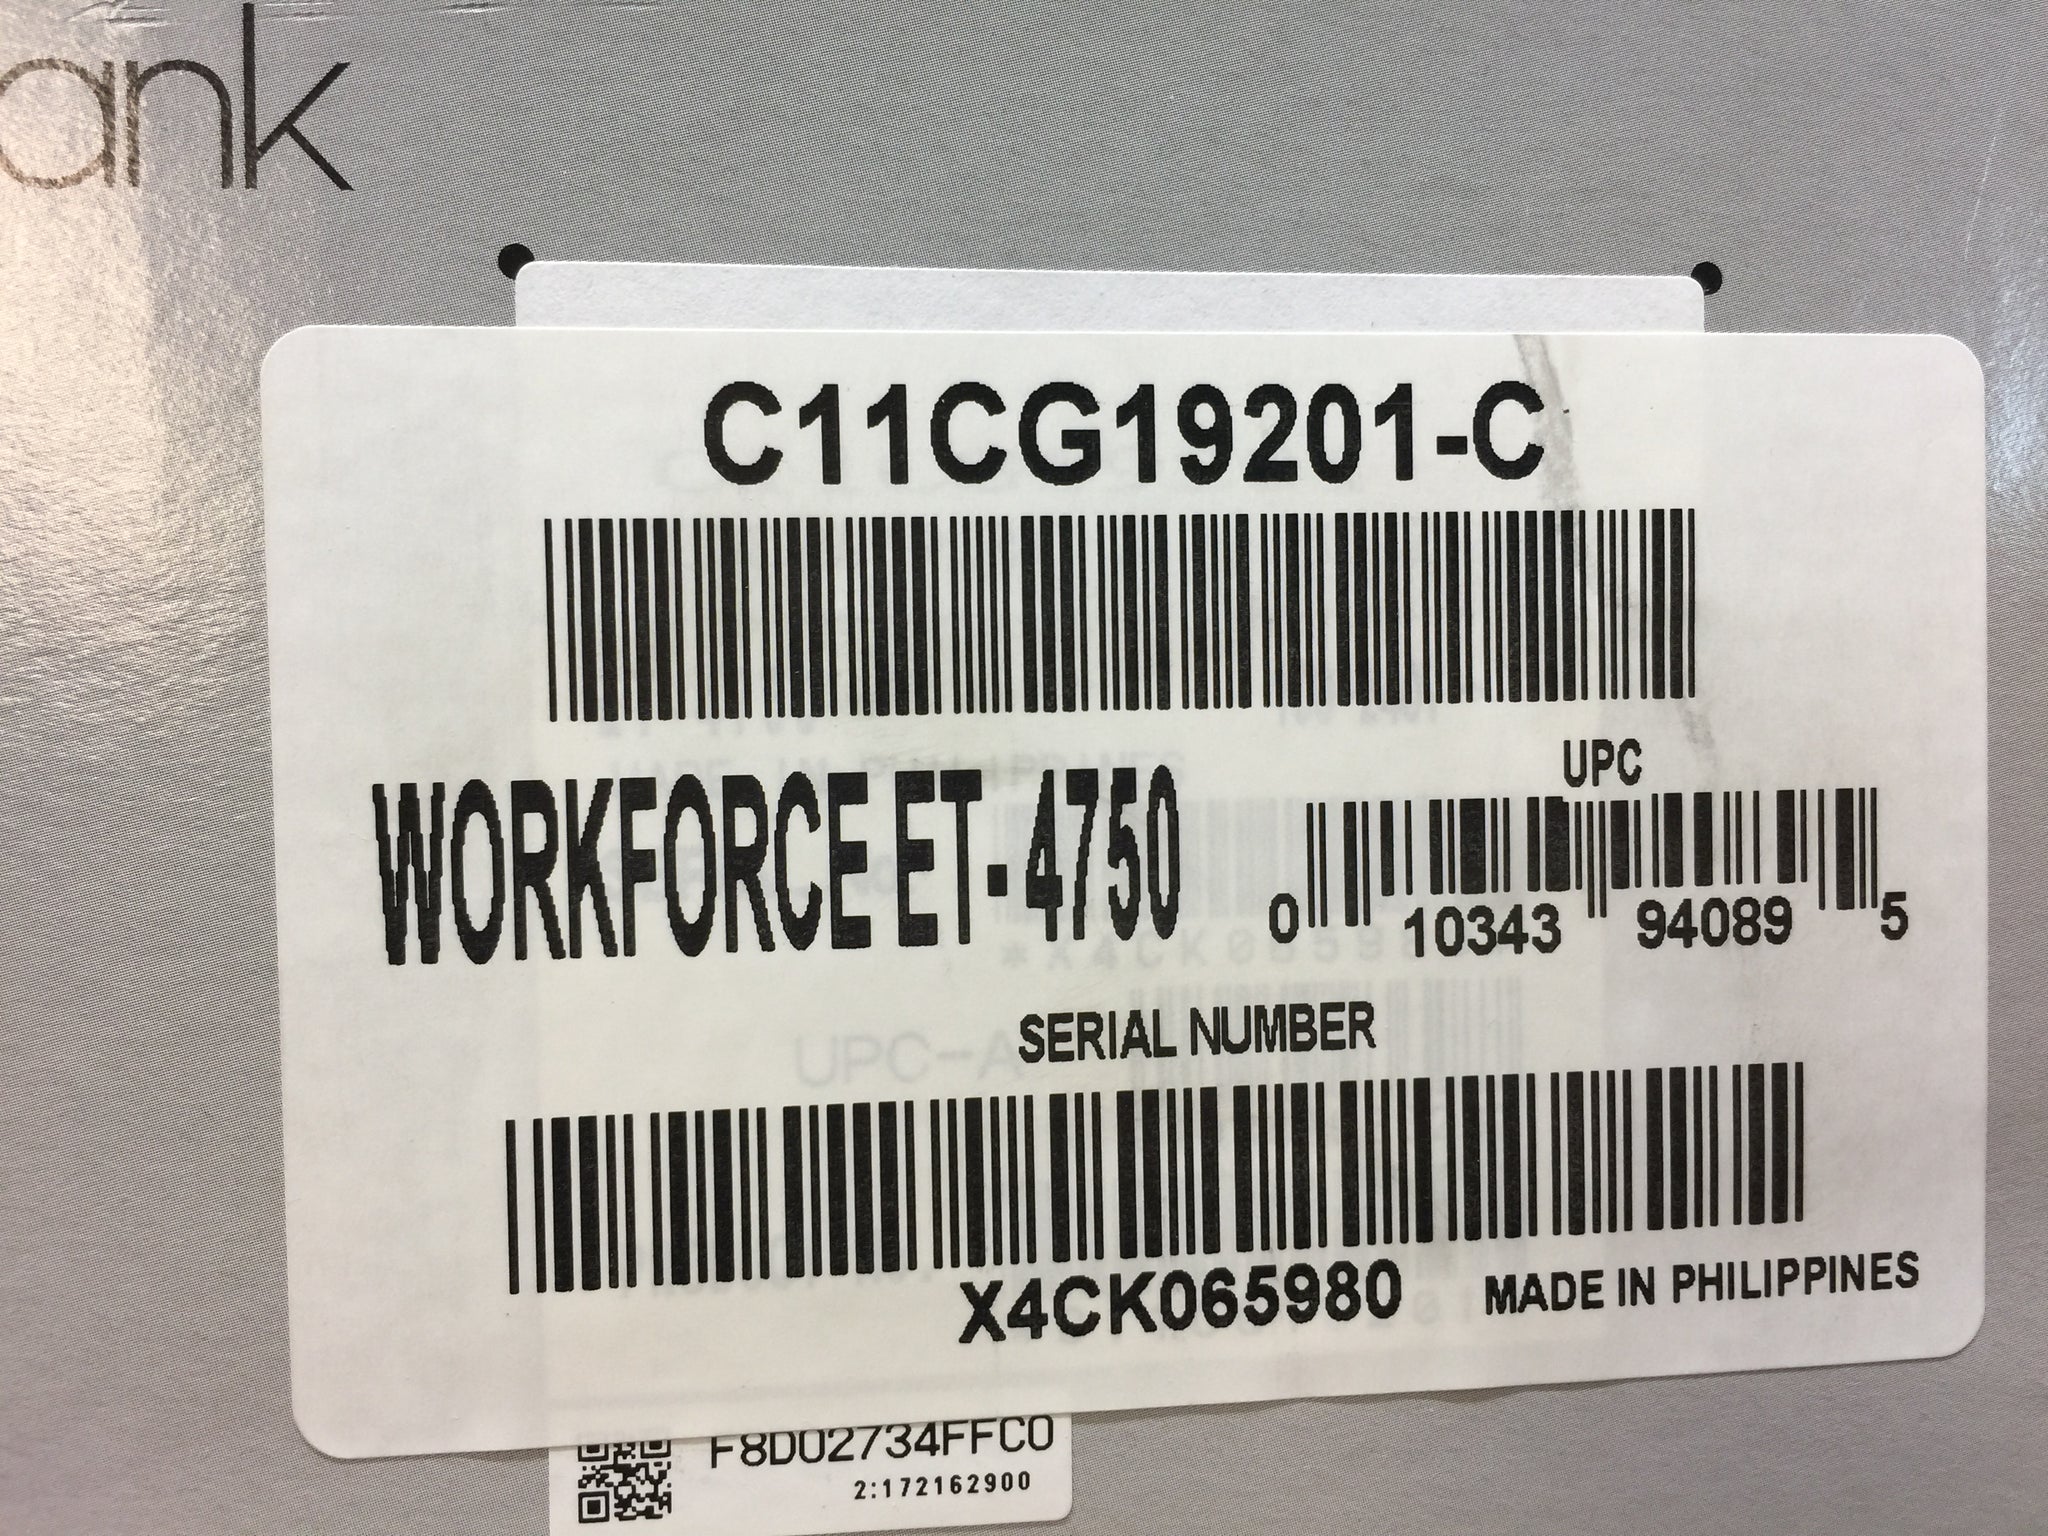 ank
C11CG19201-C
UPC
WORKFORCE ET-4750
0 10343 94089 5
SERIAL NUMBER
UPC-A
X4CK065980
MADE IN PHILIPPINES
F8D02734FFC0
2:172162900